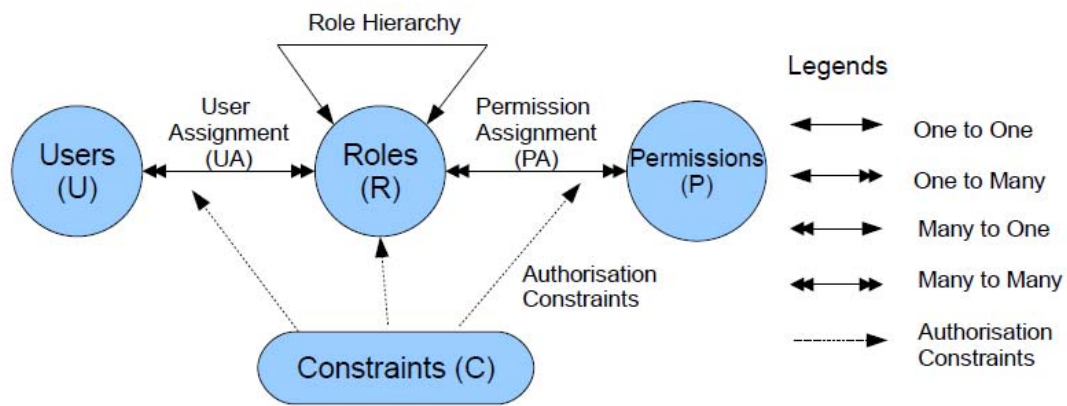 Role Hierarchy
User
Assignment
(UA)
Permission
Assignment
(PA)
Users
(U)
Roles
(R)
Permissions
(P)
Authorisation
Constraints
Constraints (C)
Legends
One to One
One to Many
Many to One
Many to Many
Authorisation
Constraints